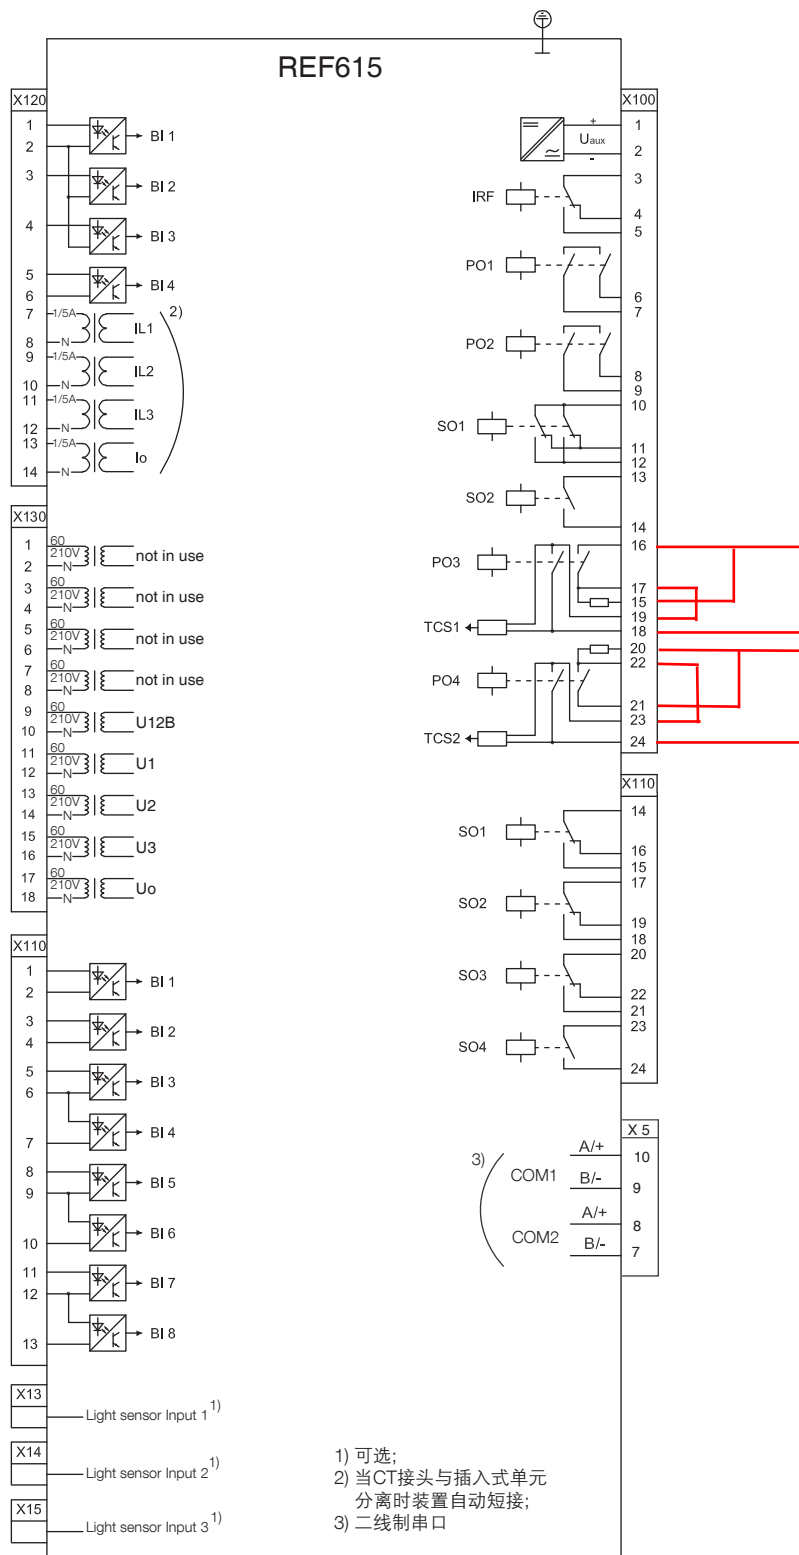 REF615
X120
1
2
BI 1
3
BI 2
4
BI 3
5
6
BI 4
7
1/5A
2)
IL1
8
N
9
1/5A
IL2
10
N
11
1/5A
IL3
12
N
13
1/5A
Io
14
N
X130
1
60
210V
not in use
2
N
3
60
210V
not in use
4
N
5
60
210V
not in use
6
N
7
60
210V
not in use
8
N
9
60
210V
U12B
10
N
11
60
210V
U1
12
N
13
60
210V
U2
14
N
15
60
210V
U3
16
N
17
60
210V
Uo
18
N
X110
1
2
BI 1
3
4
BI 2
5
6
BI 3
7
BI 4
8
9
BI 5
10
BI 6
11
12
BI 7
13
BI 8
X13
Light sensor Input 1 1)
X14
Light sensor Input 2 1)
X15
Light sensor Input 3 1)
X100
+
1
Uaux
-
2
3
IRF
4
5
PO1
6
7
PO2
8
9
10
SO1
11
12
13
SO2
14
16
PO3
17
15
19
TCS1
18
20
22
PO4
21
23
TCS2
24
X110
14
SO1
16
15
17
SO2
19
18
20
SO3
22
21
23
SO4
24
X 5
3)
A/+
10
COM1
B/-
9
A/+
8
COM2
B/-
7
1) 可选;
2) 当CT接头与插入式单元
分离时装置自动短接;
3) 二线制串口